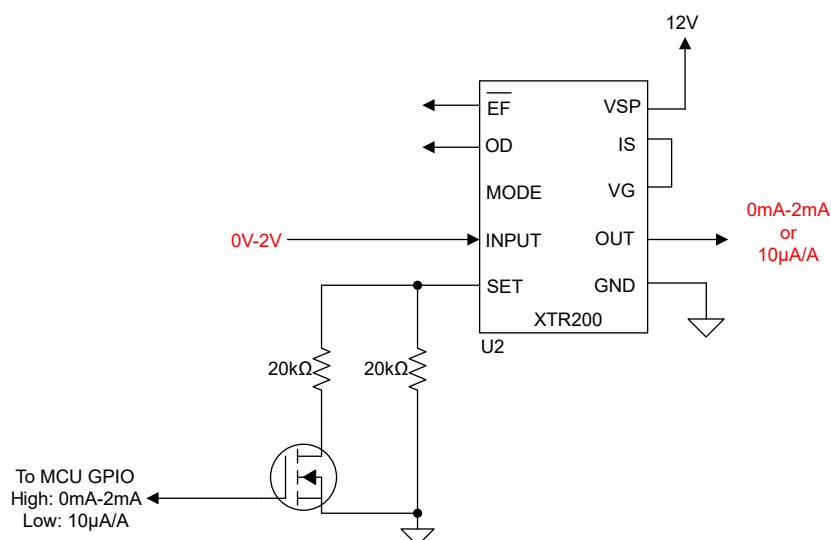 12V
EF
VSP
OD
IS
MODE
VG
0V-2V
INPUT
OUT
0mA-2mA
or
10µA/A
SET
GND
XTR200
U2
20kΩ
20kΩ
To MCU GPIO
High: 0mA-2mA
Low: 10µA/A